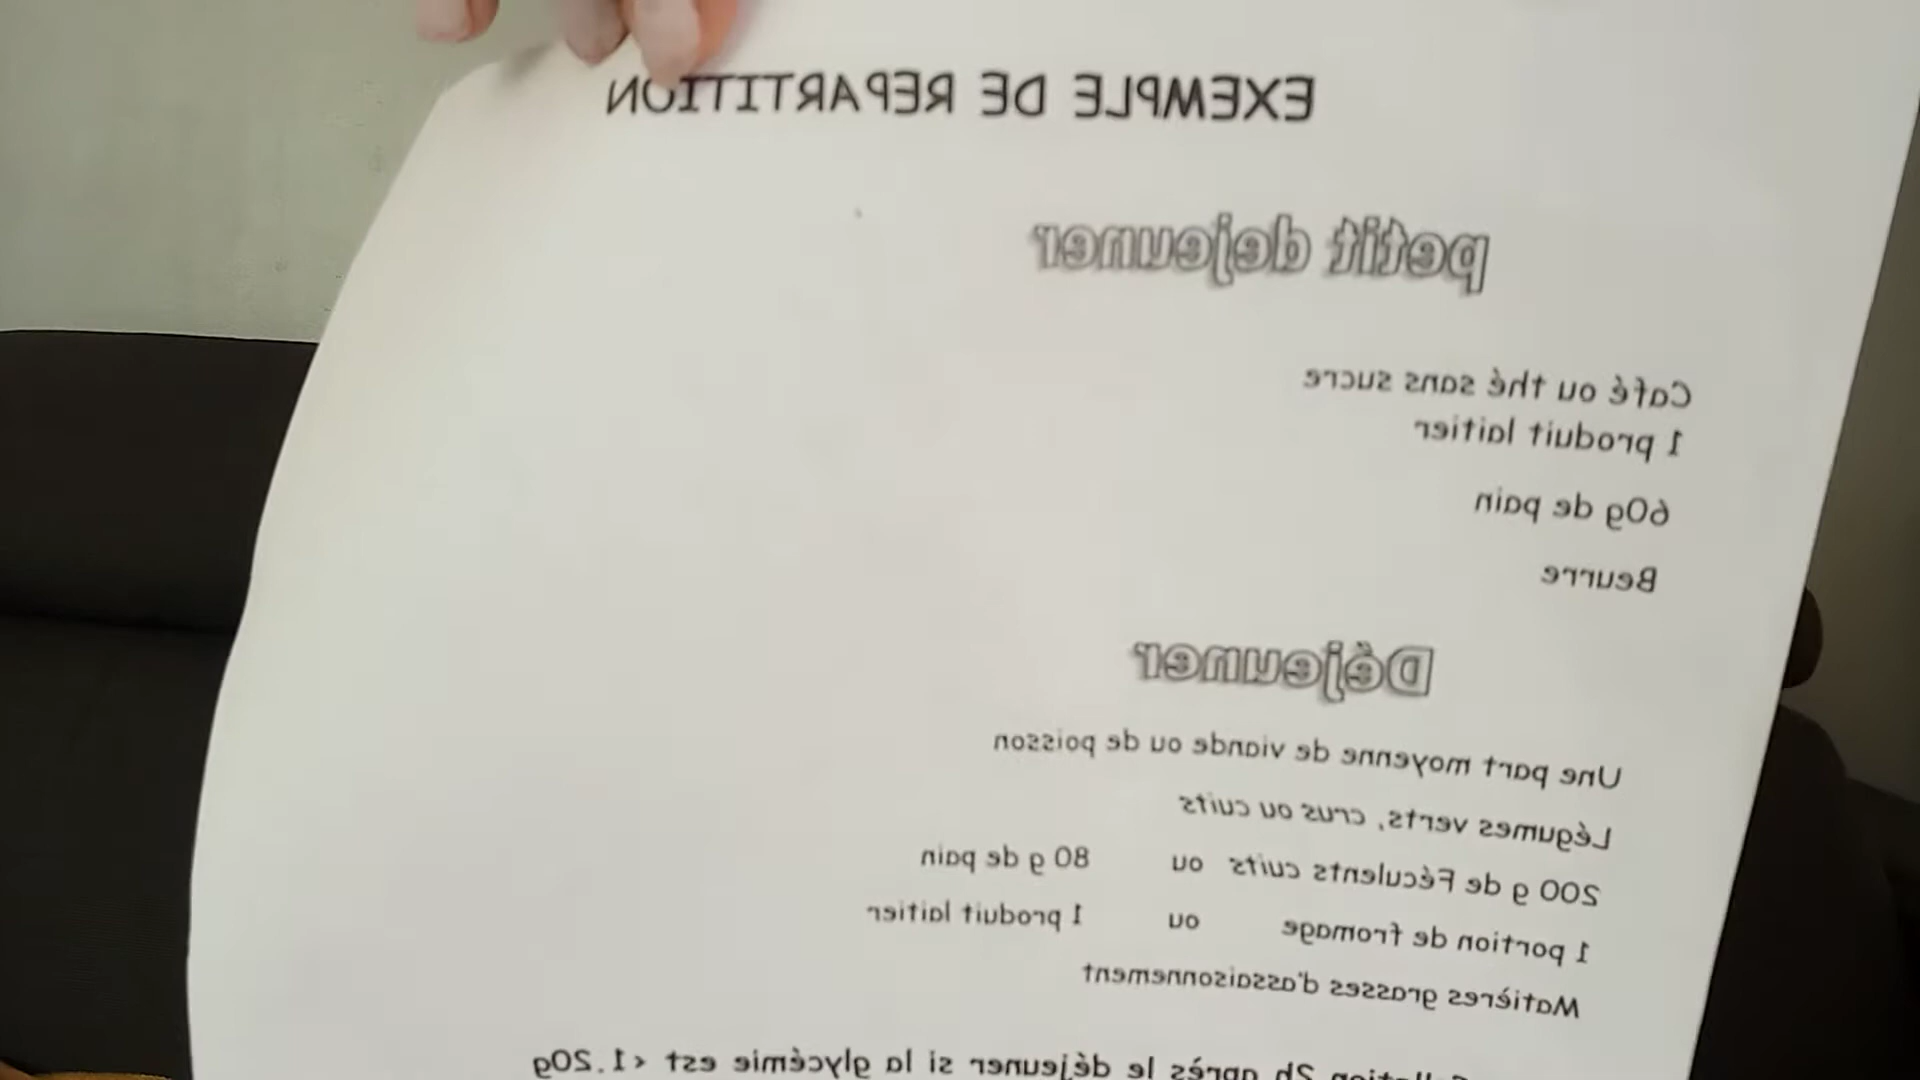 EXEMPLE DE REPARTITION
petit dejeuner
Café ou thé sans sucre
1 produit laitier
60g de pain
Beurre
Déjeuner
Une part moyenne de viande ou de poisson
Légumes verts, crus ou cuits
200 g de Féculents cuits ou 80 g de pain
1 portion de fromage ou 1 produit laitier
Matières grasses d'assaisonnement
2h après le déjeuner si la glycémie est <1.20g